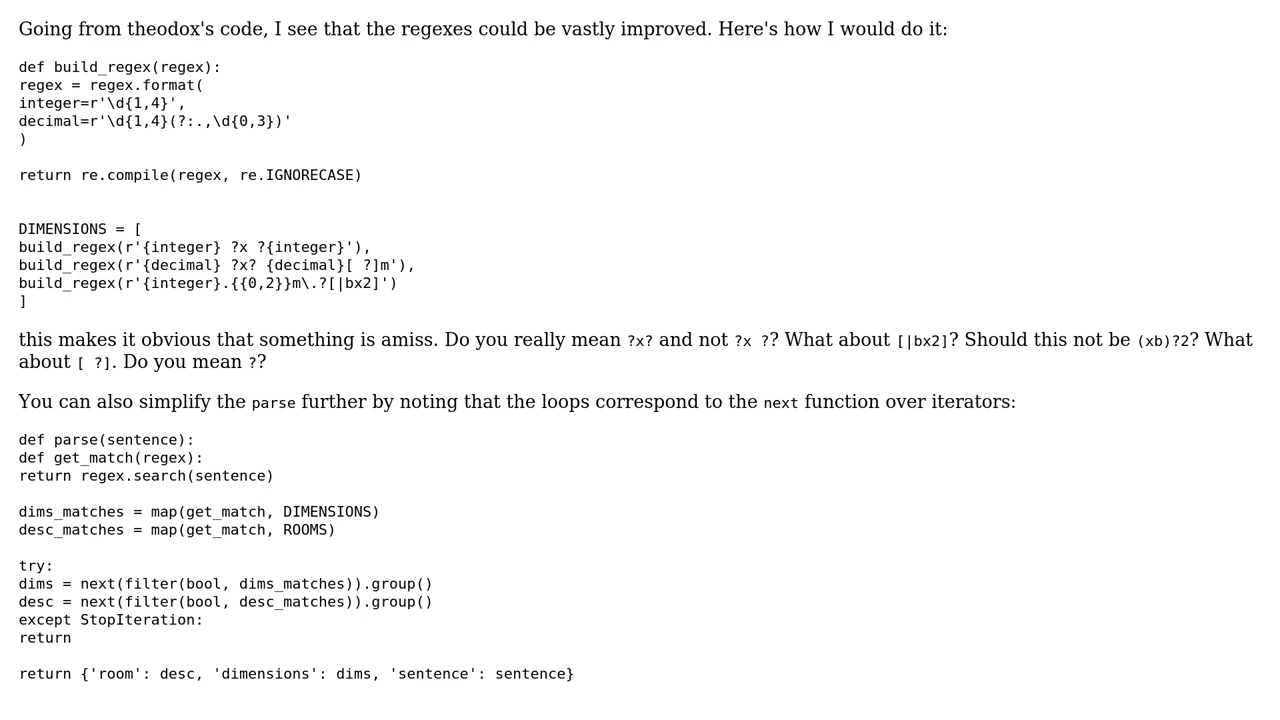 Going from theodox's code, I see that the regexes could be vastly improved. Here's how I would do it:
def build_regex(regex):
regex = regex.format(
integer=r'\d{1,4}',
decimal=r'\d{1,4}(?:.,\d{0,3})'
)
return re.compile(regex, re.IGNORECASE)
DIMENSIONS = [
build_regex(r'{integer} ?x ?{integer}'),
build_regex(r'{decimal} ?x? {decimal}[ ?]m'),
build_regex(r'{integer}.{{0,2}}m\.?[|bx2]')
]
this makes it obvious that something is amiss. Do you really mean ?x? and not ?x ?? What about [|bx2]? Should this not be (xb)?2? What
about [ ?]. Do you mean ??
You can also simplify the parse further by noting that the loops correspond to the next function over iterators:
def parse(sentence):
def get_match(regex):
return regex.search(sentence)
dims_matches = map(get_match, DIMENSIONS)
desc_matches = map(get_match, ROOMS)
try:
dims = next(filter(bool, dims_matches)).group()
desc = next(filter(bool, desc_matches)).group()
except StopIteration:
return
return {'room': desc, 'dimensions': dims, 'sentence': sentence}